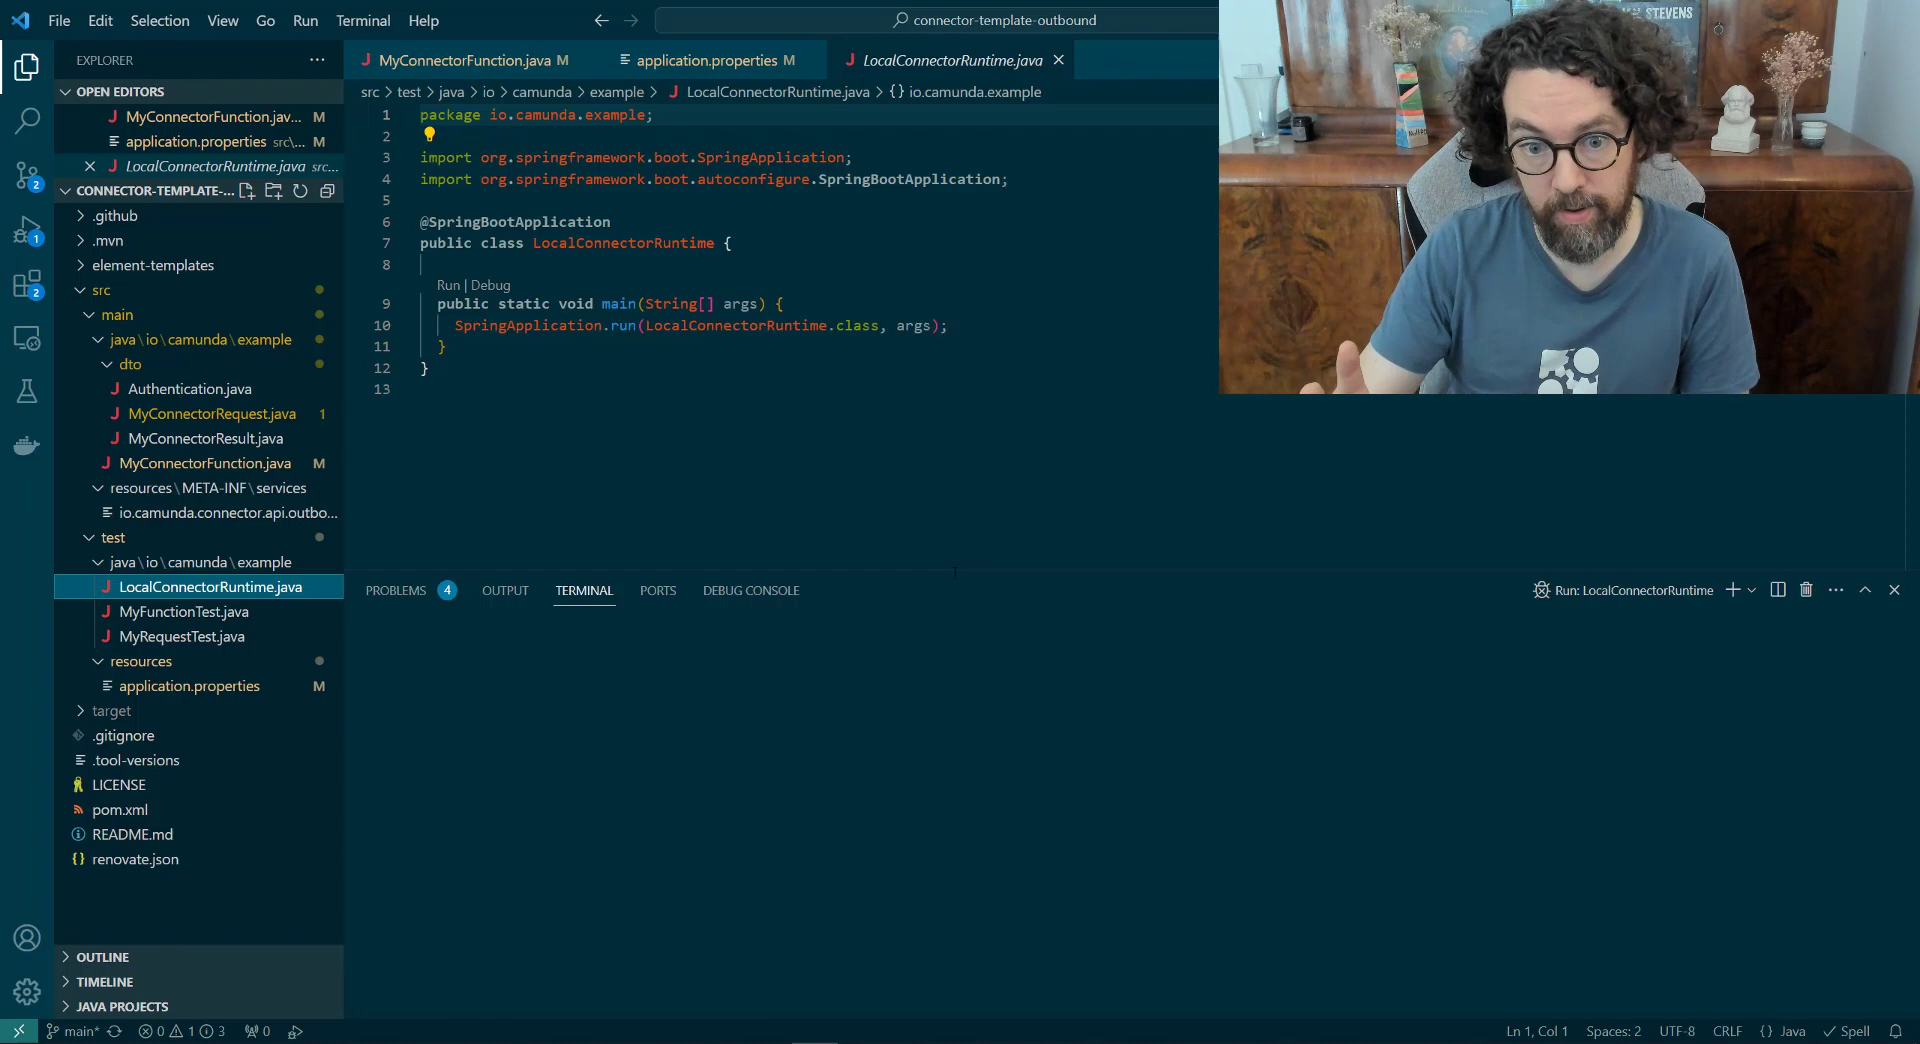 File Edit Selection View Go Run Terminal Help
connector-template-outbound
EXPLORER
OPEN EDITORS
MyConnectorFunction.jav... M
application.properties src\... M
LocalConnectorRuntime.java src...
CONNECTOR-TEMPLATE-...
.github
.mvn
element-templates
src
main
java\io\camunda\example
dto
Authentication.java
MyConnectorRequest.java 1
MyConnectorResult.java
MyConnectorFunction.java M
resources\META-INF\services
io.camunda.connector.api.outbo...
test
java\io\camunda\example
LocalConnectorRuntime.java
MyFunctionTest.java
MyRequestTest.java
resources
application.properties M
target
.gitignore
.tool-versions
LICENSE
pom.xml
README.md
renovate.json
OUTLINE
TIMELINE
JAVA PROJECTS
2
1
2
MyConnectorFunction.java M application.properties M LocalConnectorRuntime.java
src > test > java > io > camunda > example > LocalConnectorRuntime.java > {} io.camunda.example
1 package io.camunda.example;
2
3 import org.springframework.boot.SpringApplication;
4 import org.springframework.boot.autoconfigure.SpringBootApplication;
5
6 @SpringBootApplication
7 public class LocalConnectorRuntime {
8
Run | Debug
9 public static void main(String[] args) {
10 SpringApplication.run(LocalConnectorRuntime.class, args);
11 }
12 }
13
PROBLEMS 4 OUTPUT TERMINAL PORTS DEBUG CONSOLE
Run: LocalConnectorRuntime
main* 0 1 3 0
Ln 1, Col 1 Spaces: 2 UTF-8 CRLF {} Java Spell
STEVENS